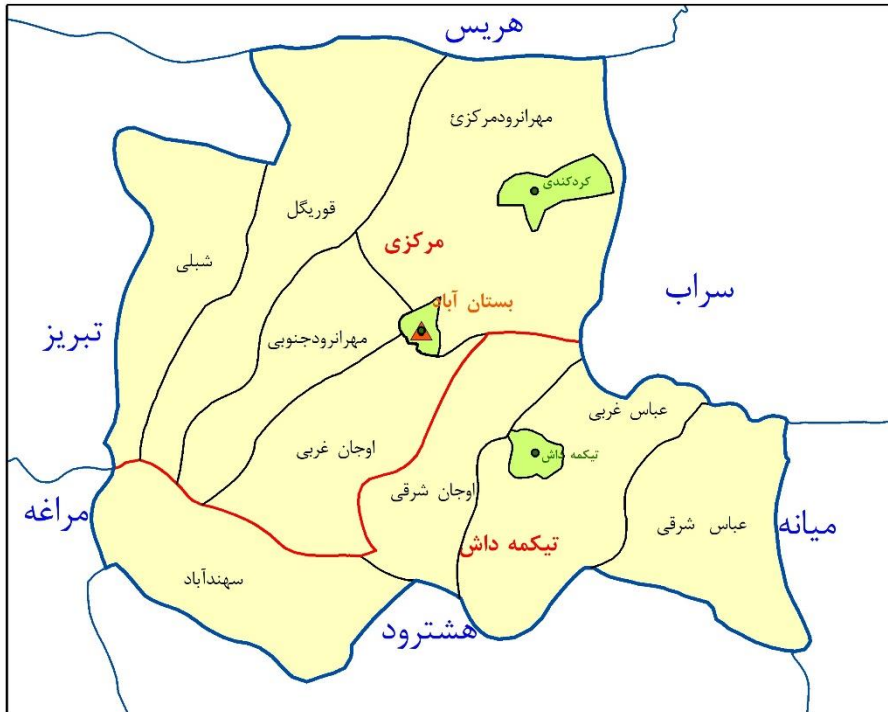 هریس
مهرانرودمرکزئ
کردکندی
قوریگل
مرکزی
شبلی
سراب
بستان آباد
تبریز
مهرانرودجنوبی
عباس غربی
اوجان غربی
تیکمه داش
اوجان شرقی
مراغه
میانه
عباس شرقی
تیکمه داش
سهندآباد
هشترود